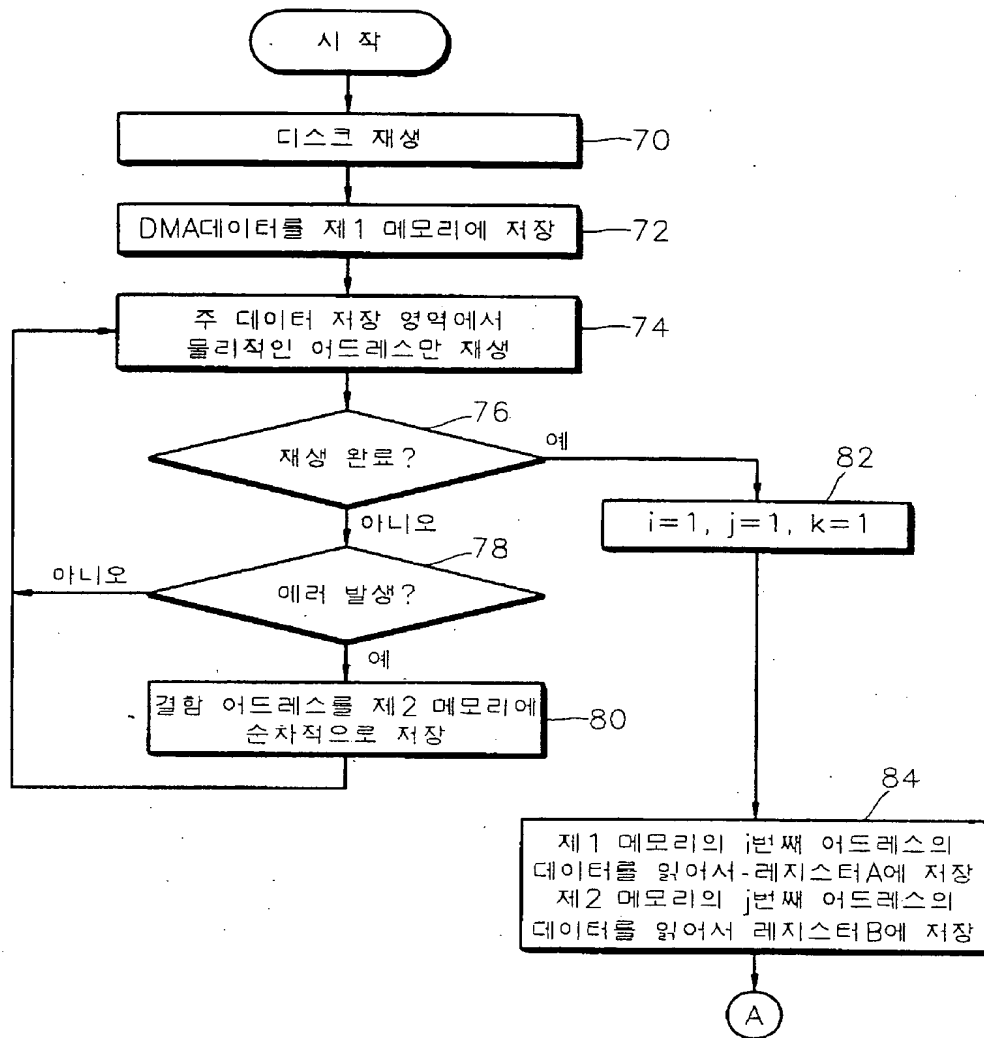 시 작
디스크 재생
70
DMA데이터를 제1 메모리에 저장
72
주 데이터 저장 영역에서
물리적인 어드레스만 재생
74
76
재생 완료?
예
아니오
82
i=1, j=1, k=1
78
에러 발생?
아니오
예
결함 어드레스를 제2 메모리에
순차적으로 저장
80
84
제1 메모리의 i번째 어드레스의
데이터를 읽어서-레지스터A에 저장
제2 메모리의 j번째 어드레스의
데이터를 읽어서 레지스터B에 저장
A